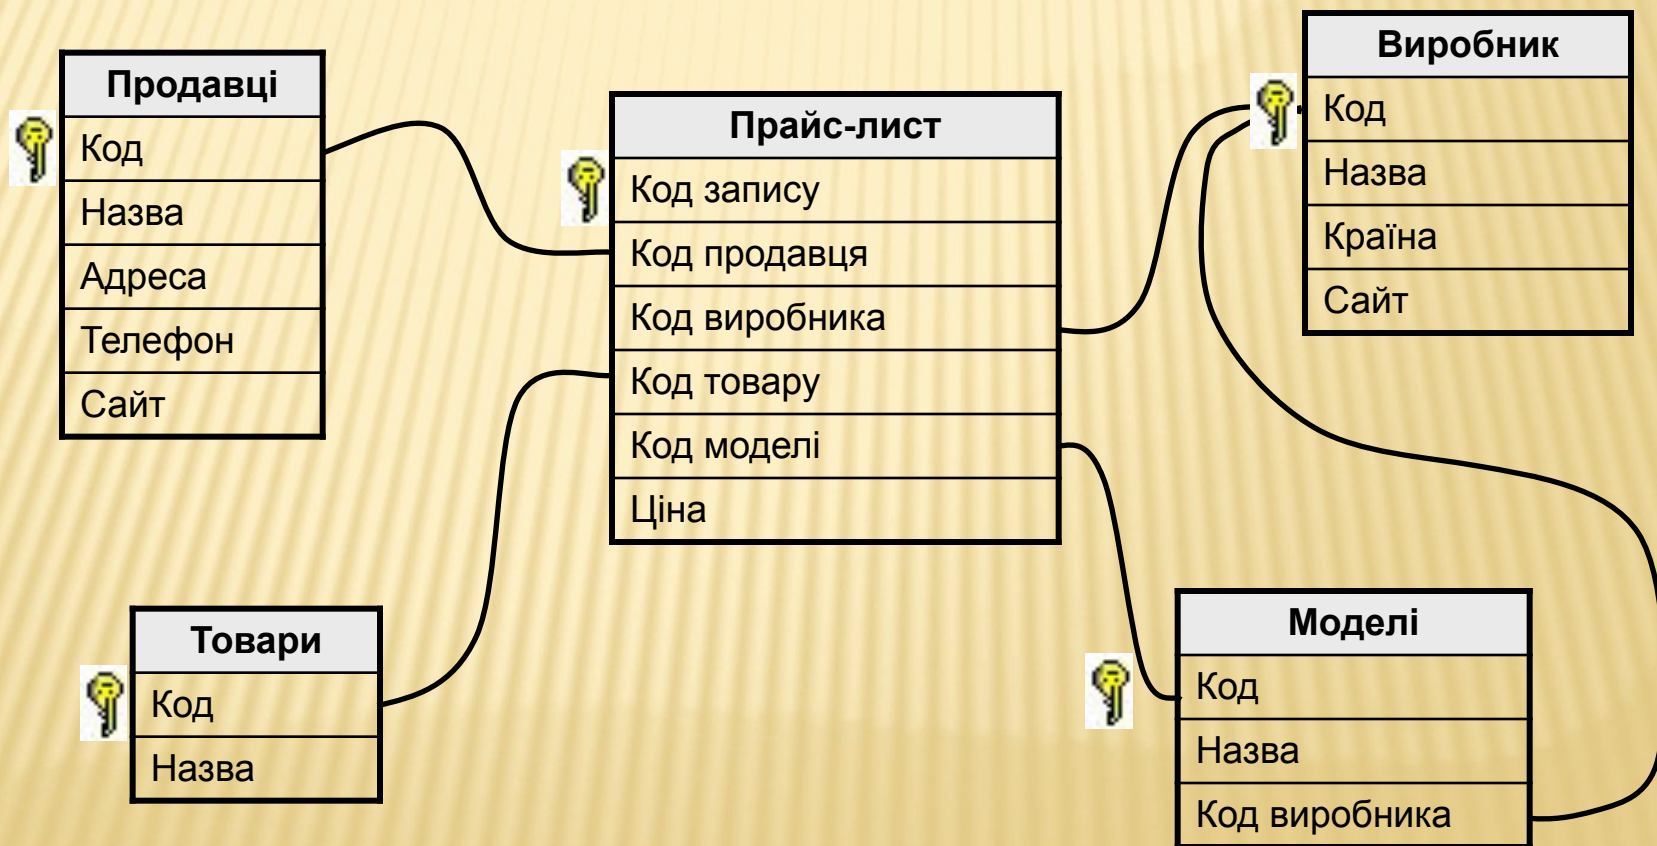 Продавці
Код
Назва
Адреса
Телефон
Сайт
Прайс-лист
Код запису
Код продавця
Код виробника
Код товару
Код моделі
Ціна
Виробник
Код
Назва
Країна
Сайт
Товари
Код
Назва
Моделі
Код
Назва
Код виробника